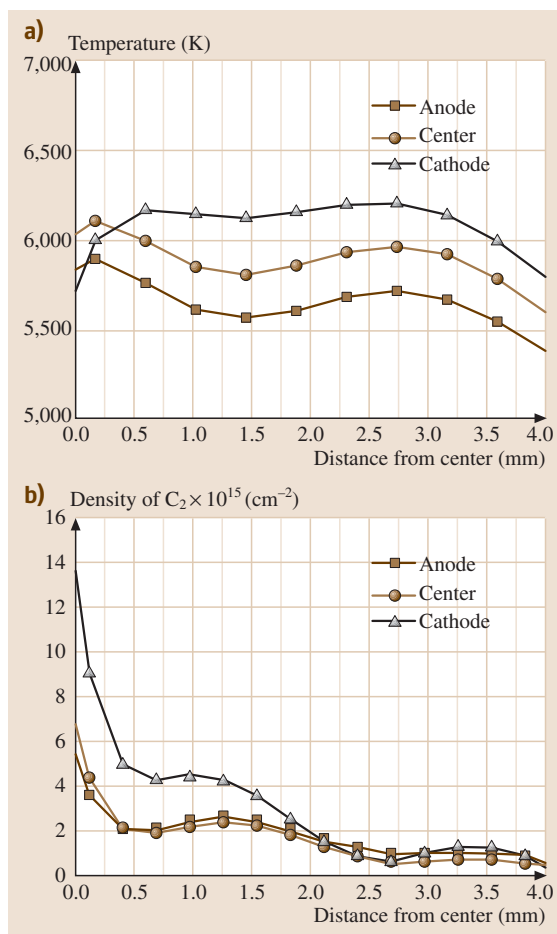 a)
Temperature (K)
7,000
6,500
6,000
5,500
5,000
Anode
Center
Cathode
0.0 0.5 1.0 1.5 2.0 2.5 3.0 3.5 4.0
Distance from center (mm)
b)
Density of C₂ × 10¹⁵ (cm⁻²)
16
14
12
10
8
6
4
2
0
Anode
Center
Cathode
0.0 0.5 1.0 1.5 2.0 2.5 3.0 3.5 4.0
Distance from center (mm)